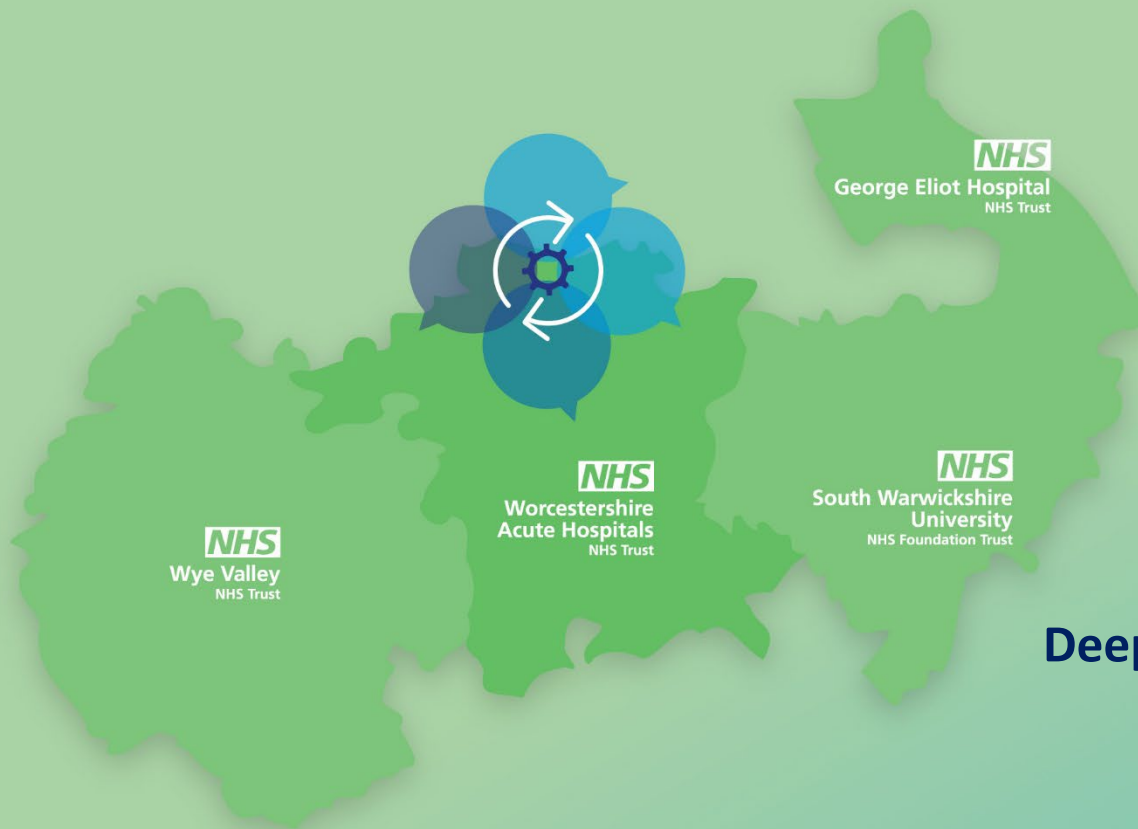 NHS
George Eliot Hospital
NHS Trust
NHS
South Warwickshire
University
NHS Foundation Trust
NHS
Worcestershire
Acute Hospitals
NHS Trust
NHS
Wye Valley
NHS Trust
Deep